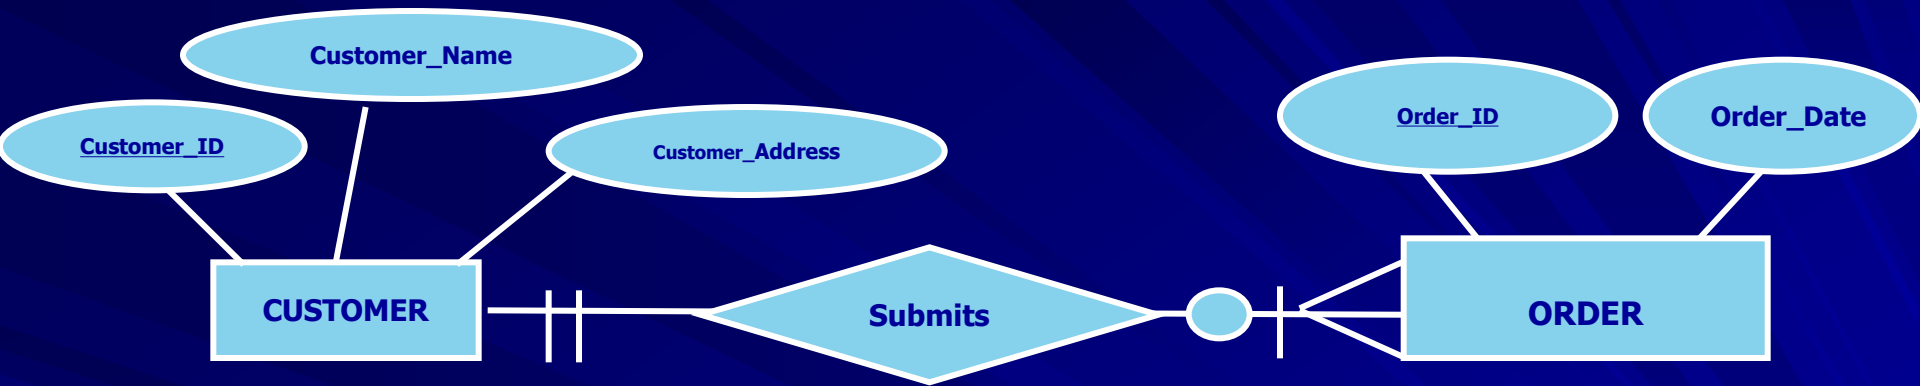 Customer_Name
Customer_ID
Customer_Address
Order_ID
Order_Date
CUSTOMER
Submits
ORDER